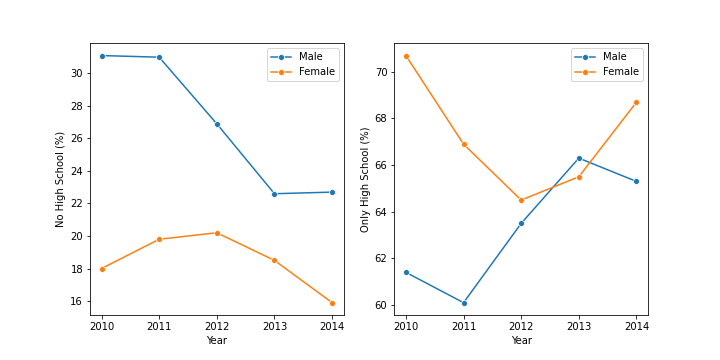 Male
Female
30
28
26
24
22
20
18
16
No High School (%)
2010 2011 2012 2013 2014
Year
Male
Female
70
68
66
64
62
60
Only High School (%)
2010 2011 2012 2013 2014
Year